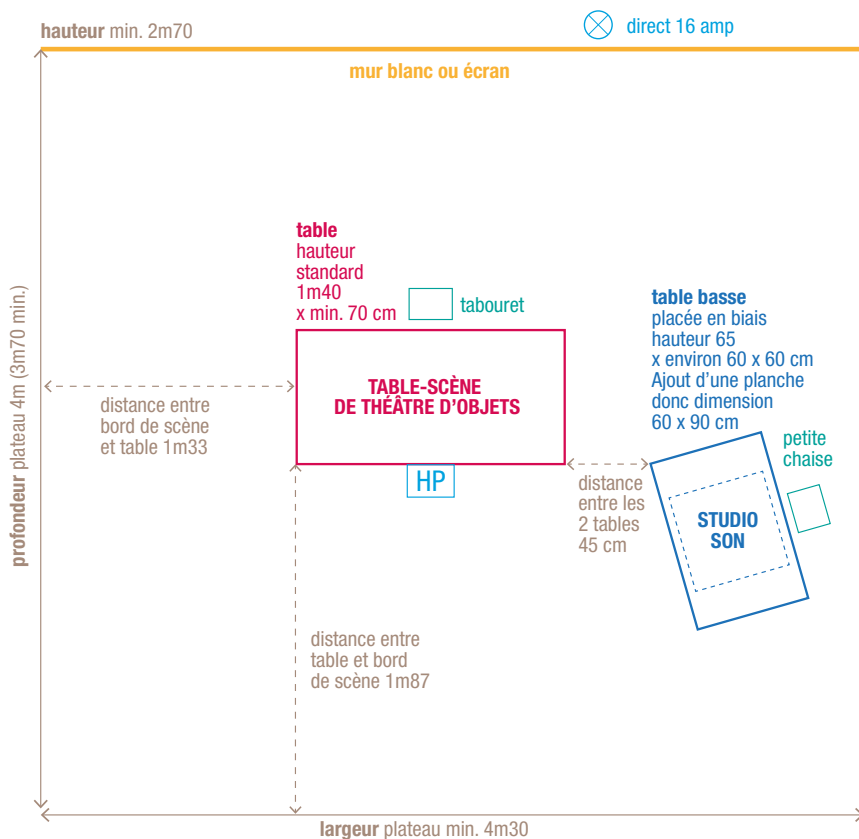 hauteur min. 2m70
direct 16 amp
mur blanc ou écran
table
hauteur
standard
1m40
x min. 70 cm
tabouret
table basse
placée en biais
hauteur 65
x environ 60 x 60 cm
Ajout d’une planche
donc dimension
60 x 90 cm
TABLE-SCÈNE
DE THÉÂTRE D’OBJETS
distance entre
bord de scène
et table 1m33
petite
chaise
HP
distance
entre les
2 tables
45 cm
STUDIO
SON
profondeur plateau 4m (3m70 min.)
distance entre
table et bord
de scène 1m87
largeur plateau min. 4m30